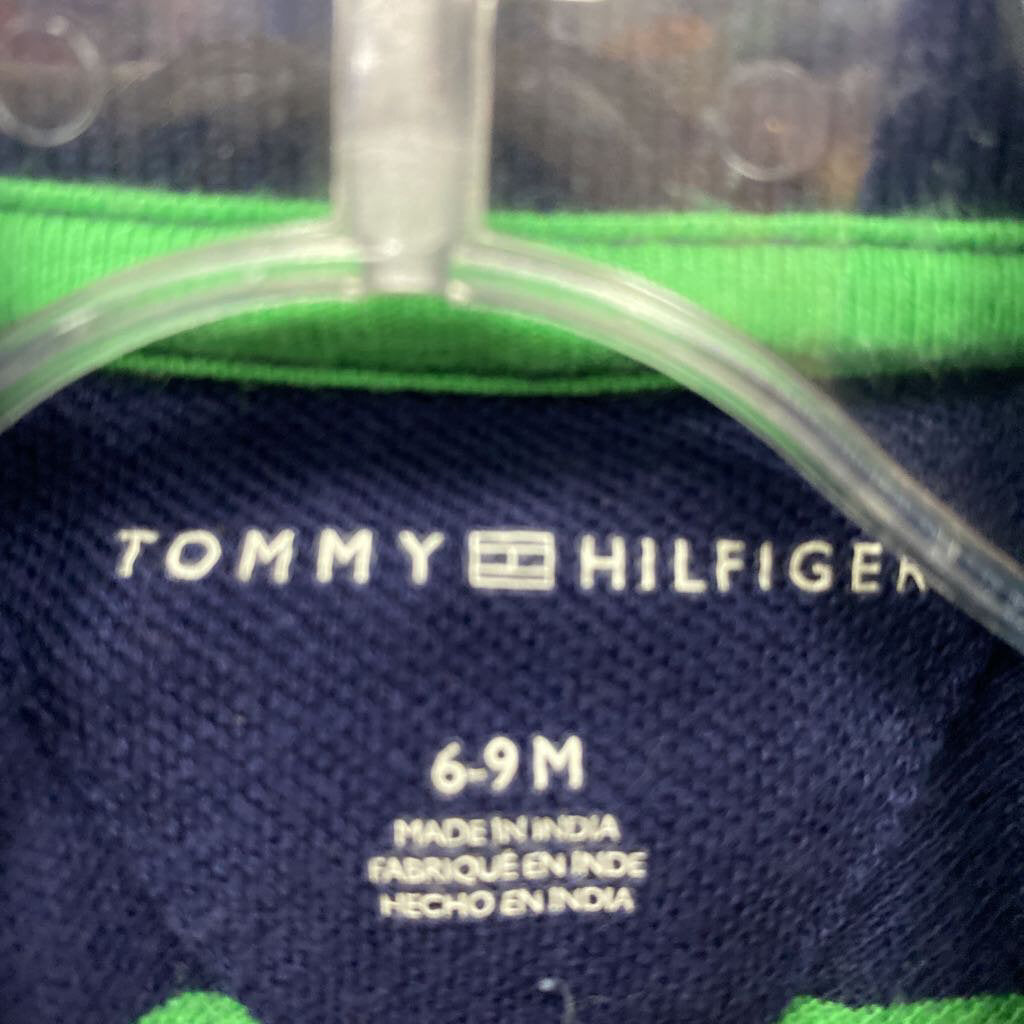 TOMMY HILFIGER
6-9 M
MADE IN INDIA
FABRIQUÉ EN INDE
HECHO EN INDIA